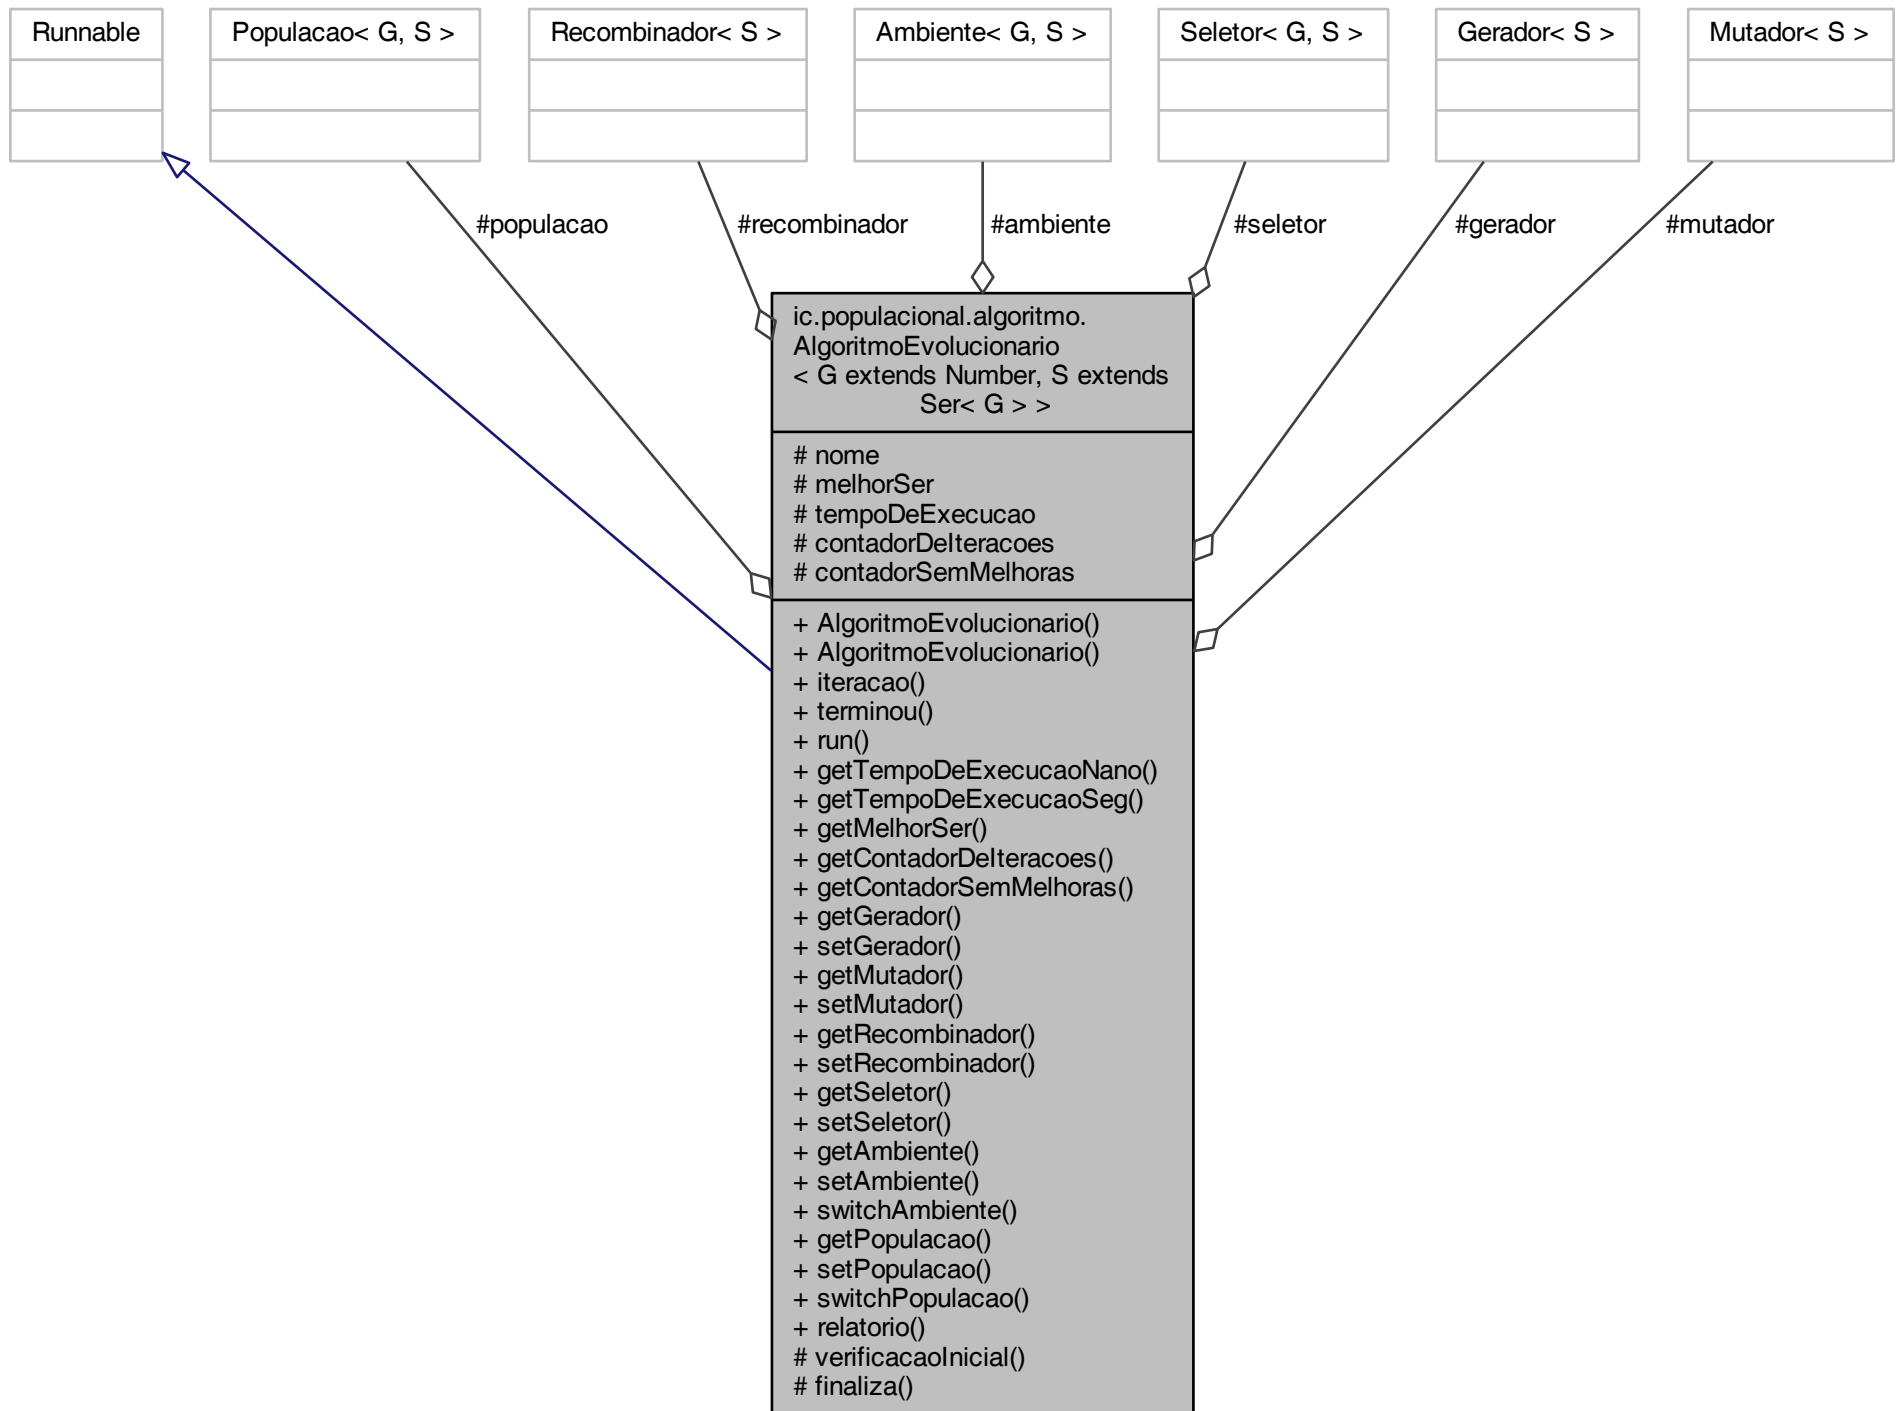 Runnable
Populacao< G, S >
Recombinador< S >
Ambiente< G, S >
Seletor< G, S >
Gerador< S >
Mutador< S >
#populacao
#recombinador
#ambiente
#seletor
#gerador
#mutador
ic.populacional.algoritmo.
AlgoritmoEvolucionario
< G extends Number, S extends
Ser< G > >
# nome
# melhorSer
# tempoDeExecucao
# contadorDeIteracoes
# contadorSemMelhoras
+ AlgoritmoEvolucionario()
+ AlgoritmoEvolucionario()
+ iteracao()
+ terminou()
+ run()
+ getTempoDeExecucaoNano()
+ getTempoDeExecucaoSeg()
+ getMelhorSer()
+ getContadorDeIteracoes()
+ getContadorSemMelhoras()
+ getGerador()
+ setGerador()
+ getMutador()
+ setMutador()
+ getRecombinador()
+ setRecombinador()
+ getSeletor()
+ setSeletor()
+ getAmbiente()
+ setAmbiente()
+ switchAmbiente()
+ getPopulacao()
+ setPopulacao()
+ switchPopulacao()
+ relatorio()
# verificacaoInicial()
# finaliza()